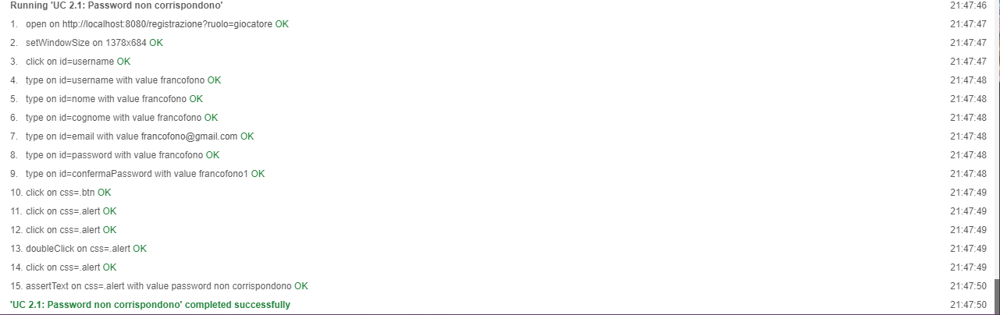 Running 'UC 2.1: Password non corrispondono' 21:47:46
1. open on http://localhost:8080/registrazione?ruolo=giocatore OK 21:47:47
2. setWindowSize on 1378x684 OK 21:47:47
3. click on id=username OK 21:47:47
4. type on id=username with value francofono OK 21:47:48
5. type on id=nome with value francofono OK 21:47:48
6. type on id=cognome with value francofono OK 21:47:48
7. type on id=email with value francofono@gmail.com OK 21:47:48
8. type on id=password with value francofono OK 21:47:48
9. type on id=confermaPassword with value francofono1 OK 21:47:48
10. click on css=.btn OK 21:47:49
11. click on css=.alert OK 21:47:49
12. click on css=.alert OK 21:47:49
13. doubleClick on css=.alert OK 21:47:49
14. click on css=.alert OK 21:47:49
15. assertText on css=.alert with value password non corrispondono OK 21:47:50
'UC 2.1: Password non corrispondono' completed successfully 21:47:50